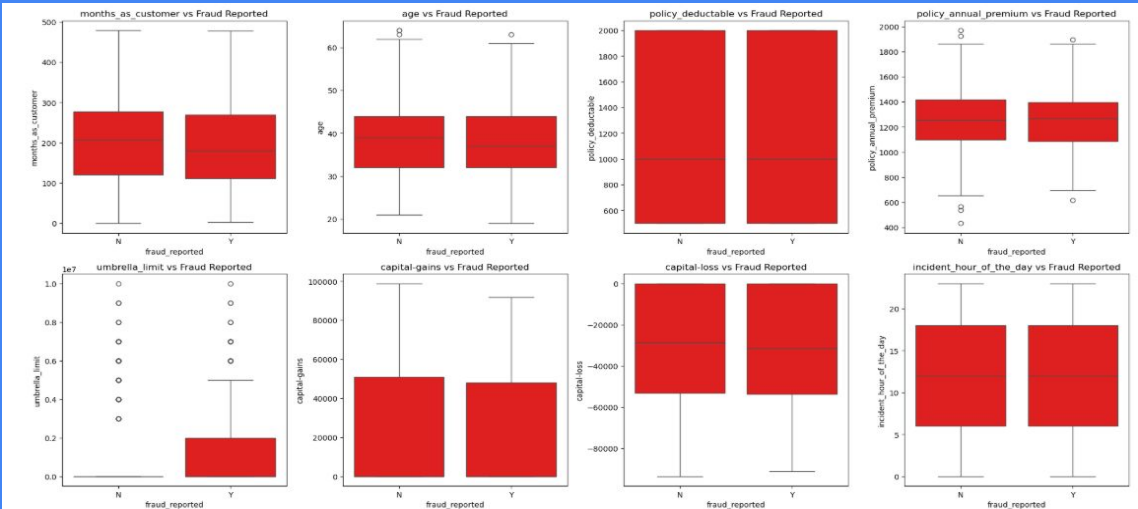 months_as_customer vs Fraud Reported
500
400
300
200
100
0
months_as_customer
N
Y
fraud_reported
age vs Fraud Reported
60
50
40
30
20
age
N
Y
fraud_reported
policy_deductable vs Fraud Reported
2000
1800
1600
1400
1200
1000
800
600
policy_deductable
N
Y
fraud_reported
policy_annual_premium vs Fraud Reported
2000
1800
1600
1400
1200
1000
800
600
400
policy_annual_premium
N
Y
fraud_reported
1e7
umbrella_limit vs Fraud Reported
1.0
0.8
0.6
0.4
0.2
0.0
umbrella_limit
N
Y
fraud_reported
capital-gains vs Fraud Reported
100000
80000
60000
40000
20000
0
capital-gains
N
Y
fraud_reported
capital-loss vs Fraud Reported
0
−20000
−40000
−60000
−80000
capital-loss
N
Y
fraud_reported
incident_hour_of_the_day vs Fraud Reported
20
15
10
5
0
incident_hour_of_the_day
N
Y
fraud_reported